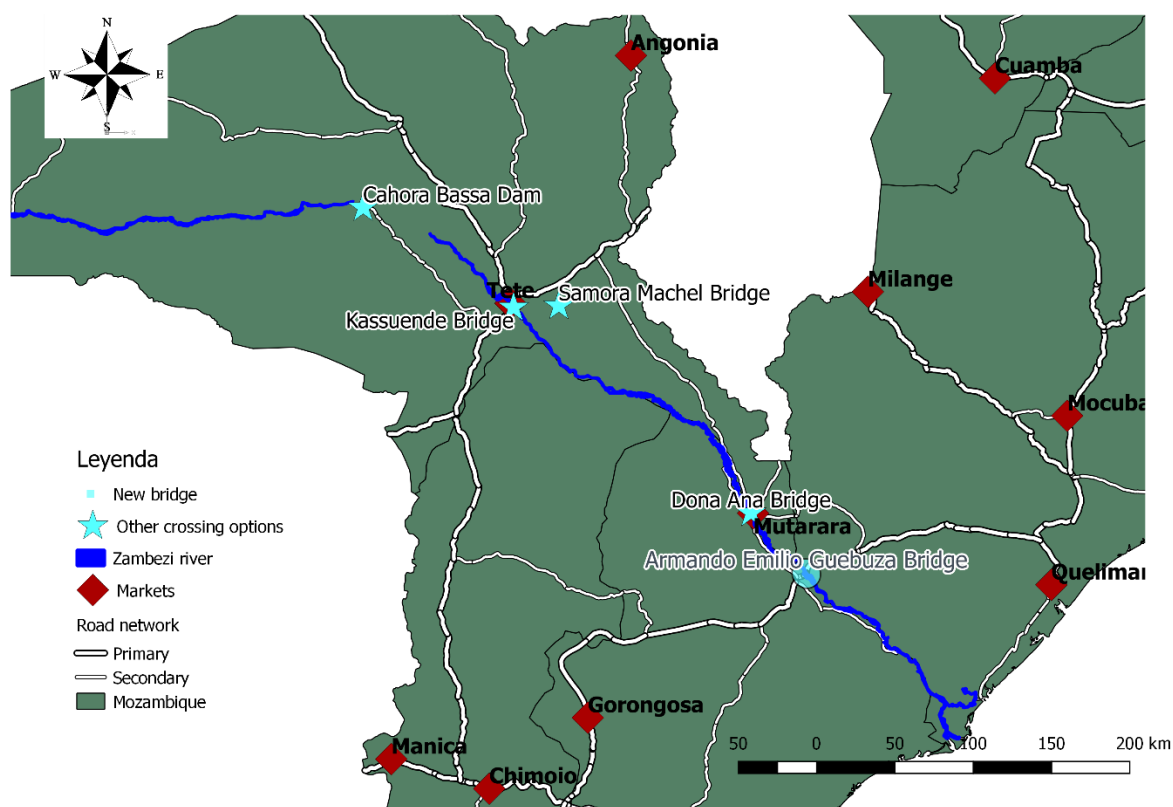 N
W
E
S
Angonia
Cuamba
Cahora Bassa Dam
Milange
Tete
Samora Machel Bridge
Kassuende Bridge
Mocuba
Leyenda
New bridge
Other crossing options
Zambezi river
Markets
Road network
Primary
Secondary
Mozambique
Dona Ana Bridge
Mutarara
Armando Emilio Guebuza Bridge
Quelimar
Gorongosa
Manica
Chimoio
50 0 50 100 150 200 km